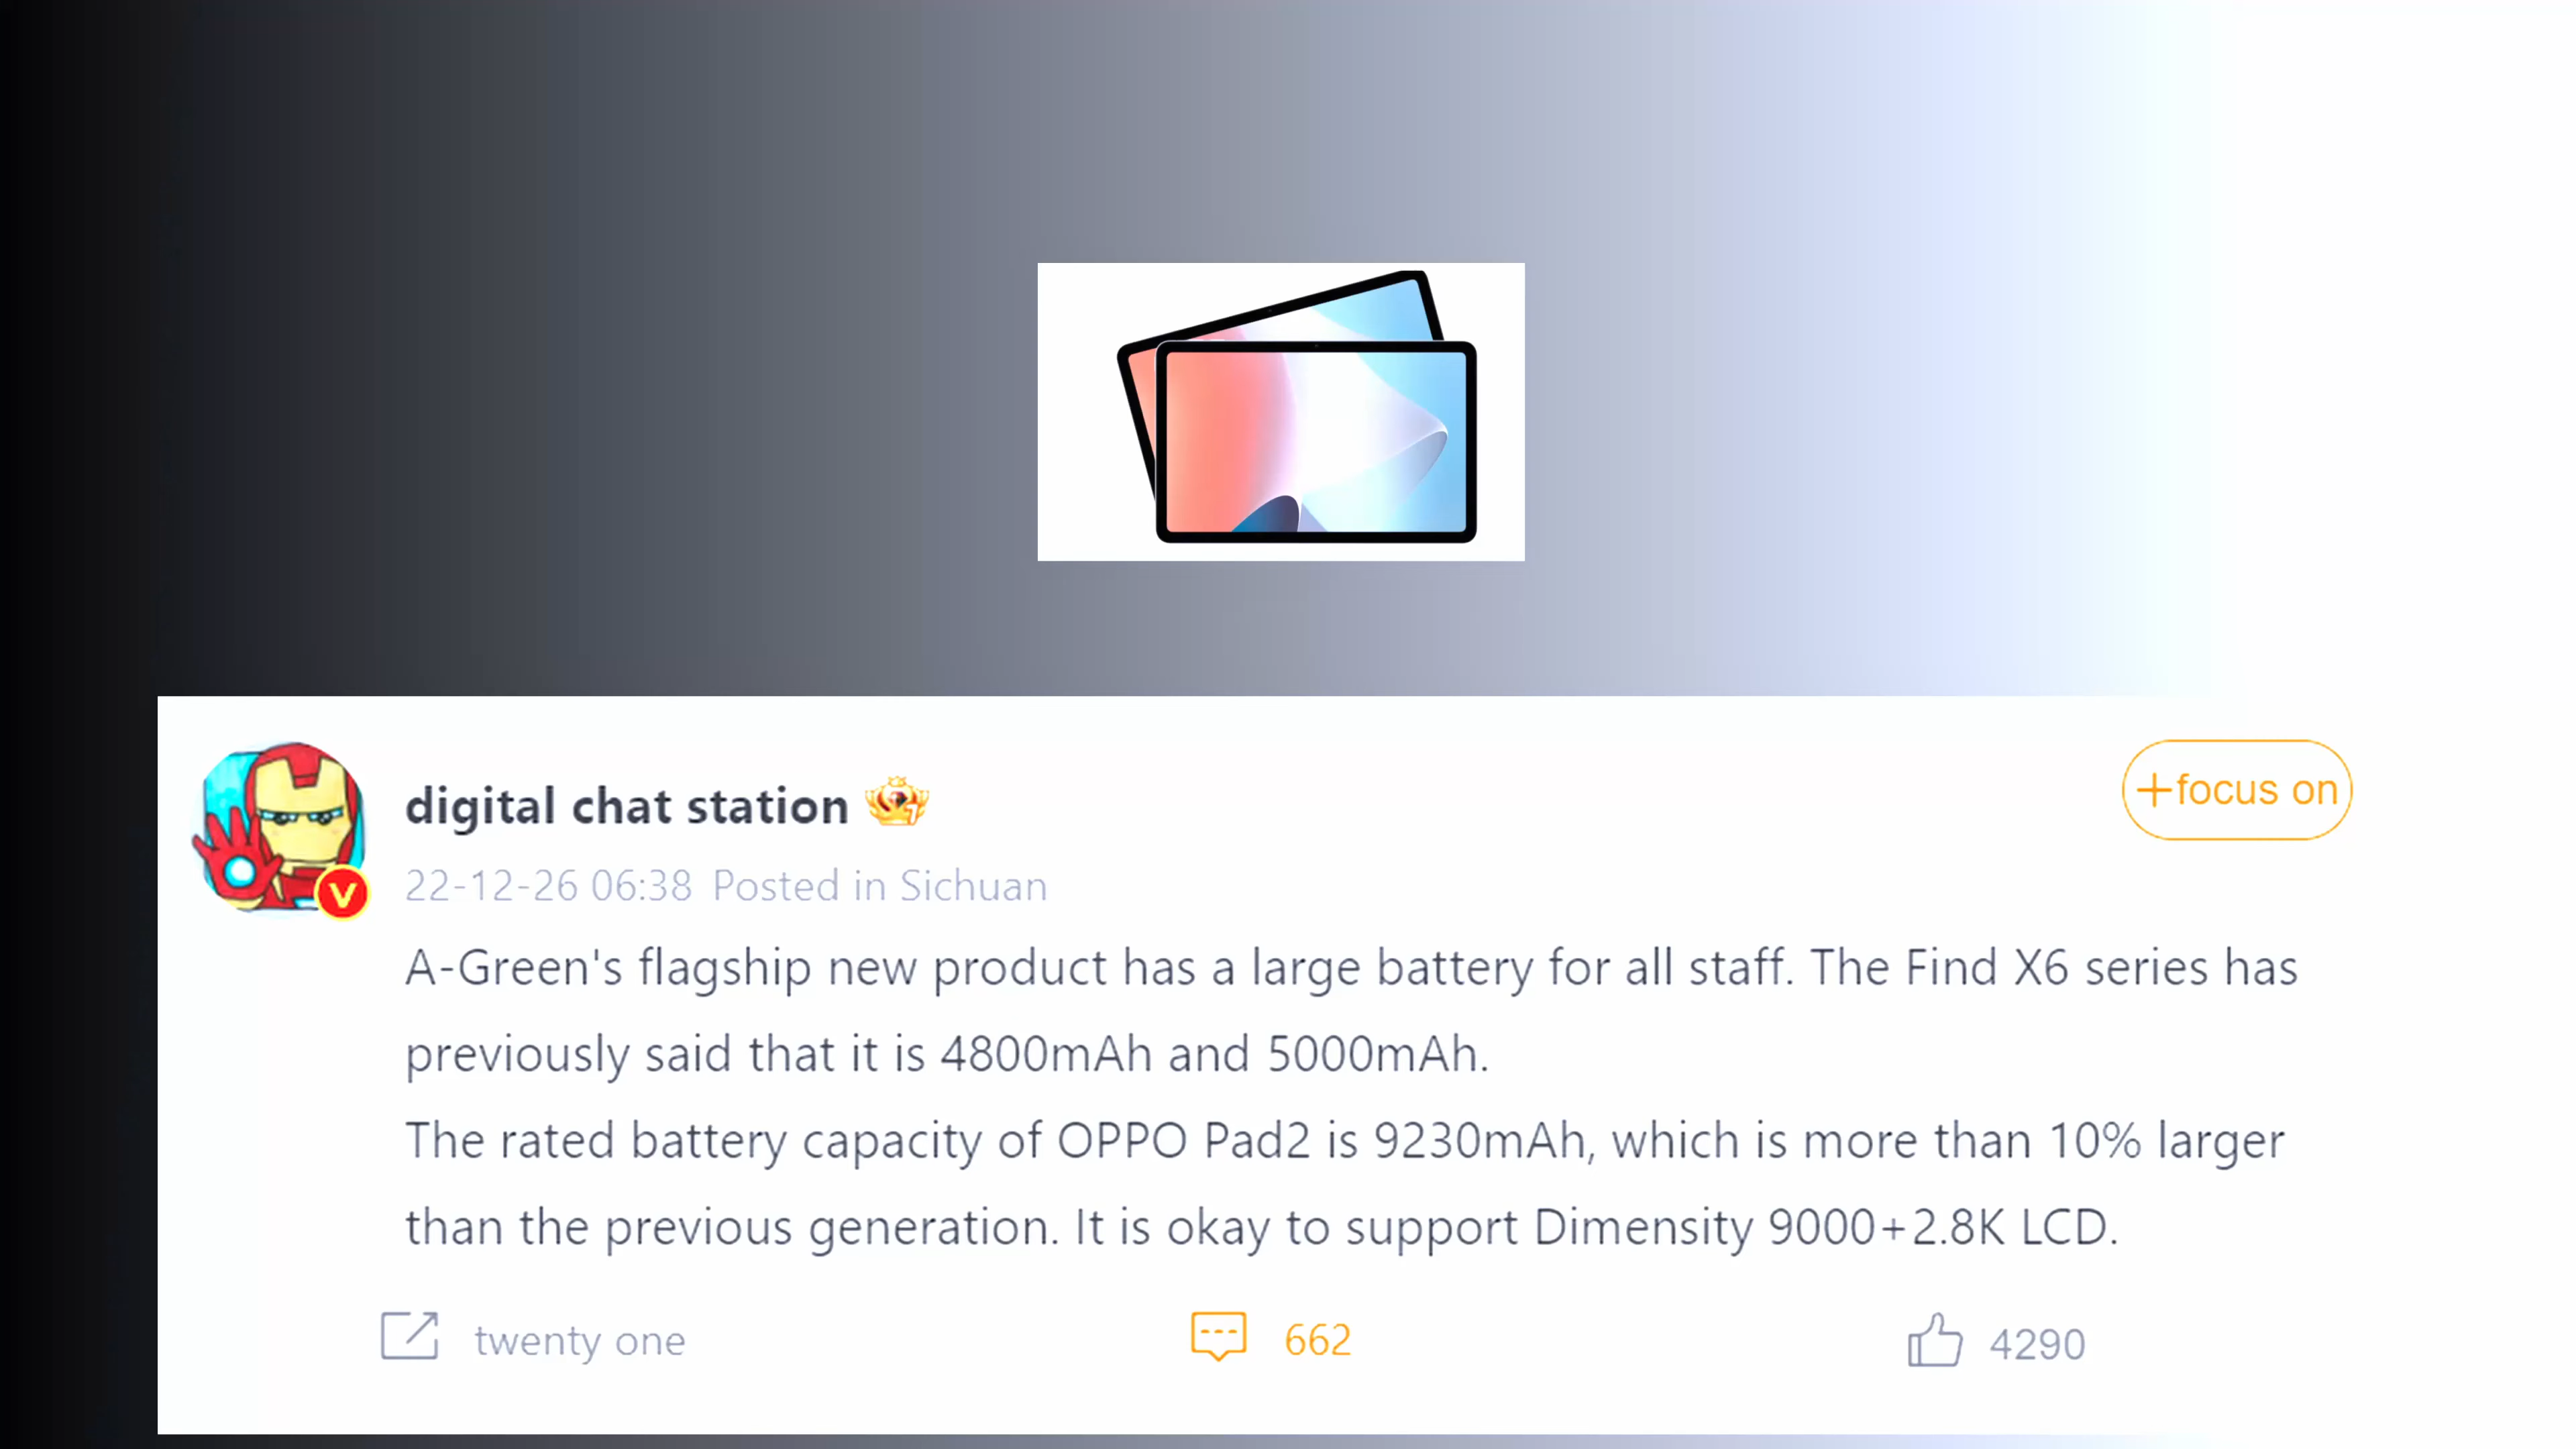 digital chat station
7
+focus on
V
22-12-26 06:38 Posted in Sichuan
A-Green's flagship new product has a large battery for all staff. The Find X6 series has
previously said that it is 4800mAh and 5000mAh.
The rated battery capacity of OPPO Pad2 is 9230mAh, which is more than 10% larger
than the previous generation. It is okay to support Dimensity 9000+2.8K LCD.
twenty one
662
4290